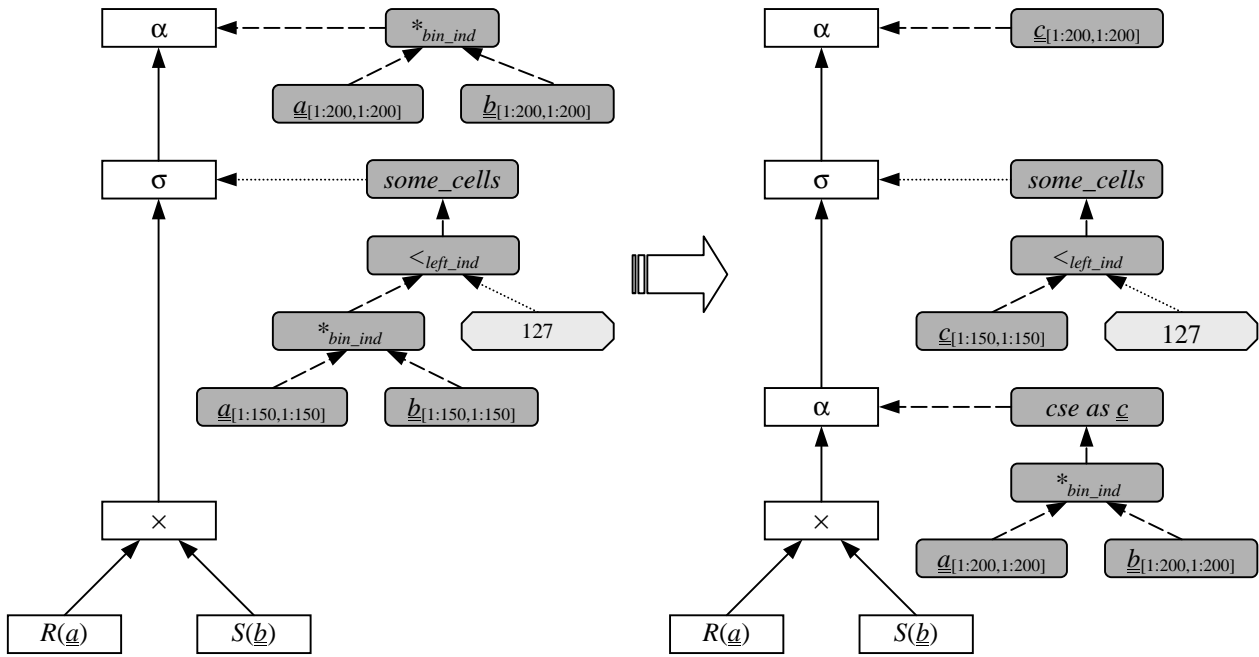 α
*bin_ind
a[1:200,1:200]
b[1:200,1:200]
σ
some_cells
<left_ind
*bin_ind
127
a[1:150,1:150]
b[1:150,1:150]
×
R(a)
S(b)
α
c[1:200,1:200]
σ
some_cells
<left_ind
c[1:150,1:150]
127
α
cse as c
*bin_ind
×
a[1:200,1:200]
b[1:200,1:200]
R(a)
S(b)